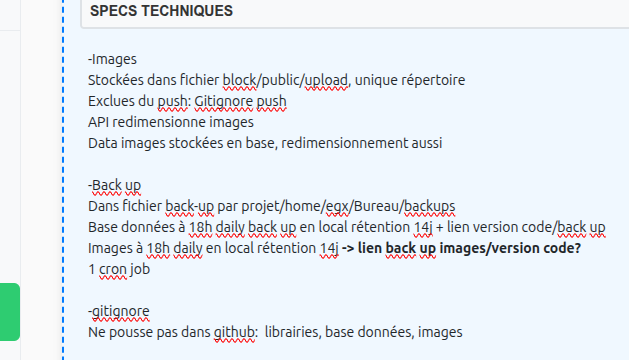 SPECS TECHNIQUES
-Images
Stockées dans fichier block/public/upload, unique répertoire
Exclues du push: Gitignore push
API redimensionne images
Data images stockées en base, redimensionnement aussi
-Back up
Dans fichier back-up par projet/home/egx/Bureau/backups
Base données à 18h daily back up en local rétention 14j + lien version code/back up
Images à 18h daily en local rétention 14j -> lien back up images/version code?
1 cron job
-gitignore
Ne pousse pas dans github: librairies, base données, images